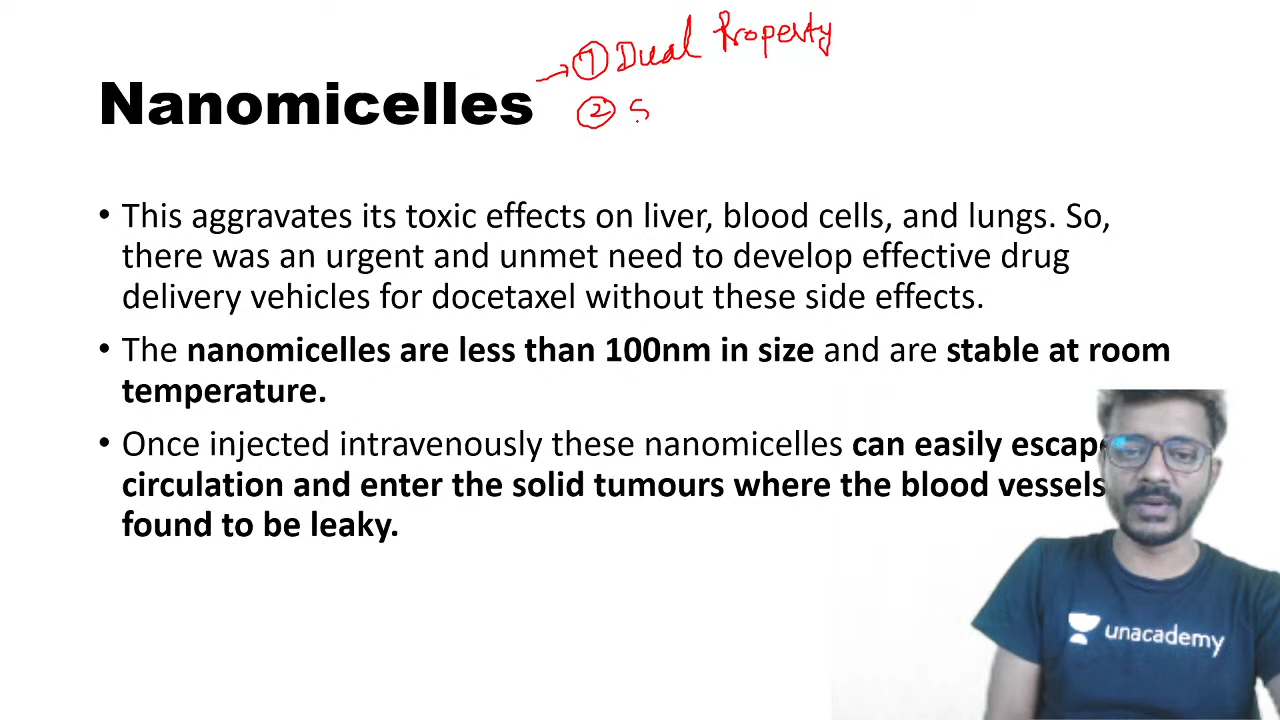 → ① Dual Property
Nanomicelles
② S
• This aggravates its toxic effects on liver, blood cells, and lungs. So,
there was an urgent and unmet need to develop effective drug
delivery vehicles for docetaxel without these side effects.
• The nanomicelles are less than 100nm in size and are stable at room
temperature.
• Once injected intravenously these nanomicelles can easily escape
circulation and enter the solid tumours where the blood vessels
found to be leaky.
unacademy